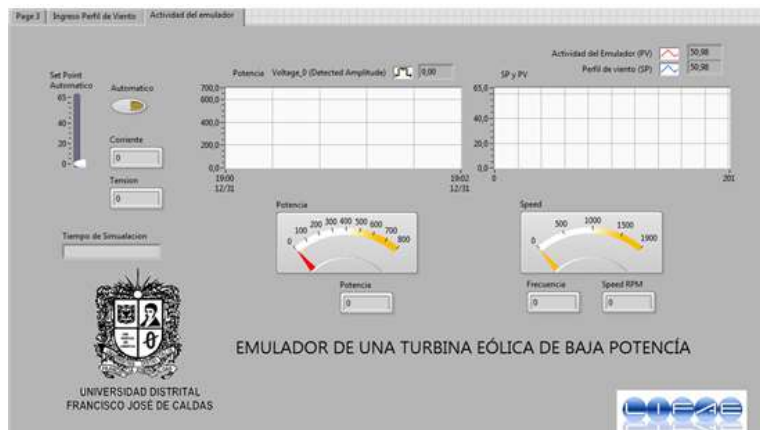 Page 3 Ingreso Perfil de Viento Actividad del emulador
Actividad del Emulador (PV) 50,98
Perfil de viento (SP) 50,98
Set Point
Automatico
Automatico
65
40
20
0
Corriente
0
Tension
0
Tiempo de Simualacion
Potencia Voltage_0 (Detected Amplitude) 0,00
700,0
600,0
400,0
200,0
0,0
19:00
12/31
19:02
12/31
SP y PV
65,0
40,0
20,0
0,0
0 201
Potencia
0 100 200 300 400 500 600 700 800
Potencia
0
Speed
0 500 1000 1500 1900
Frecuencia
0
Speed RPM
0
EMULADOR DE UNA TURBINA EÓLICA DE BAJA POTENCÍA
UNIVERSIDAD DISTRITAL
FRANCISCO JOSÉ DE CALDAS
LIFAE